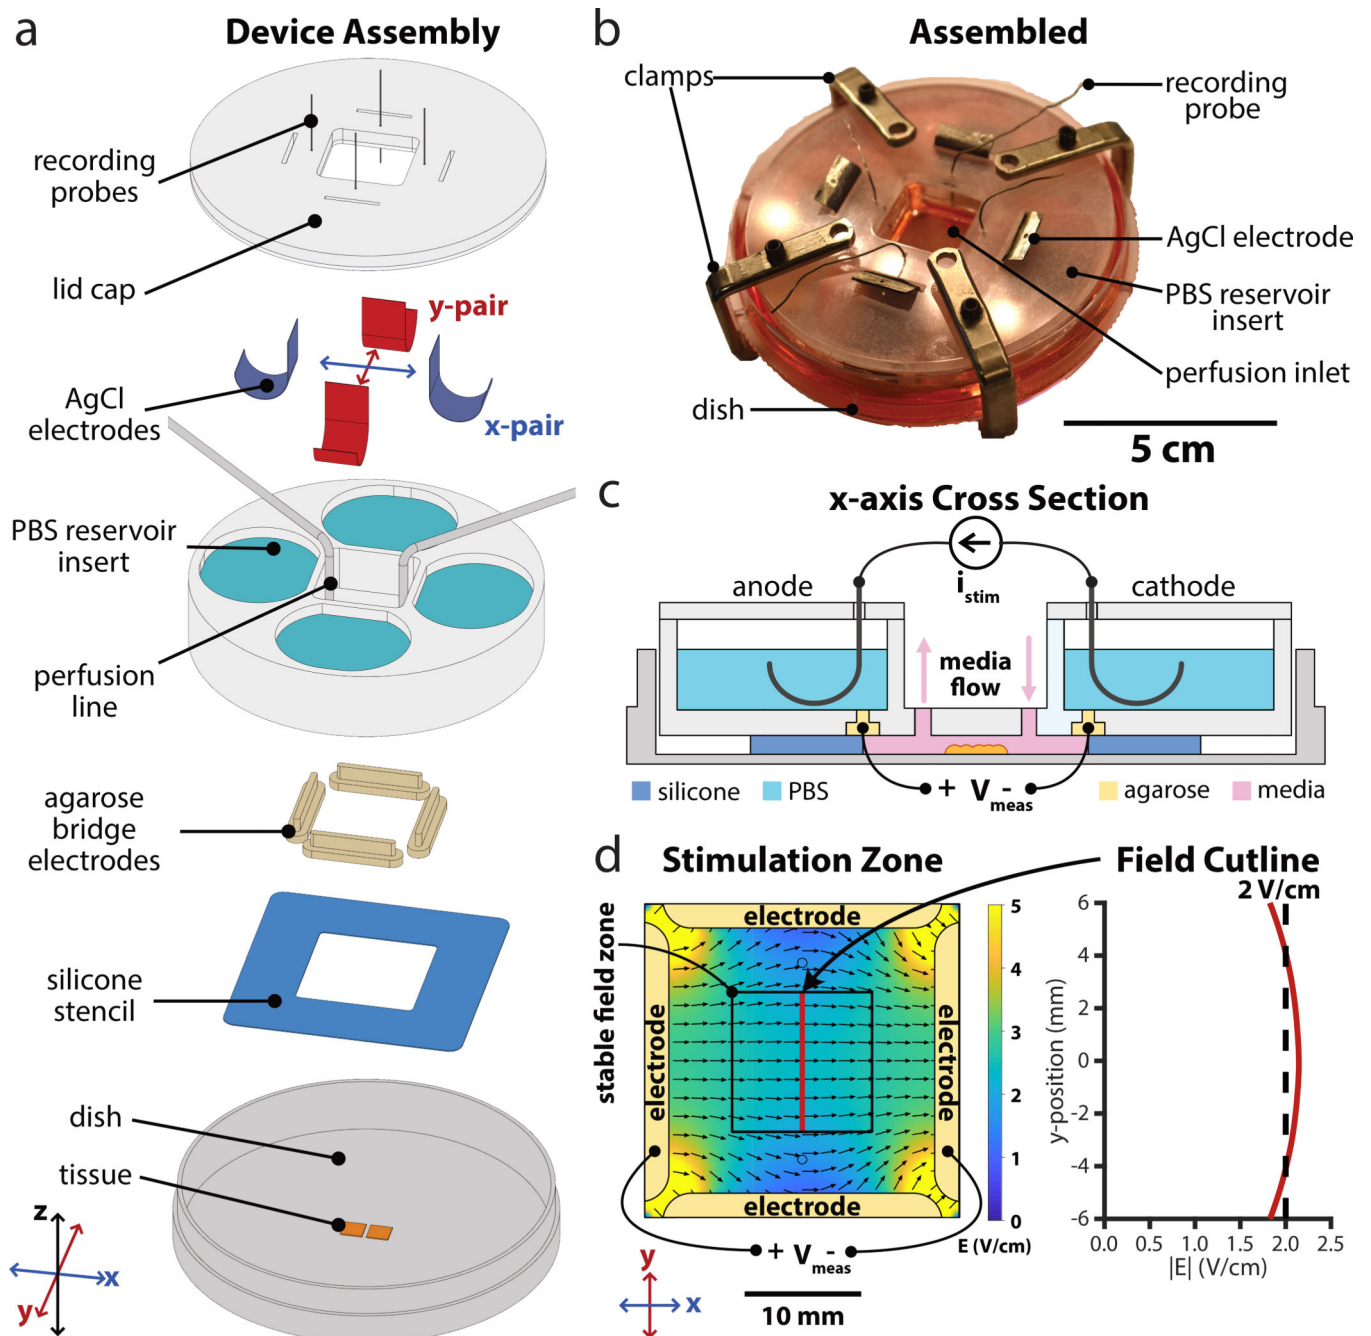 a
Device Assembly
recording
probes
lid cap
y-pair
x-pair
AgCl
electrodes
PBS reservoir
insert
perfusion
line
agarose
bridge
electrodes
silicone
stencil
dish
tissue
z
x
y
b
Assembled
clamps
recording
probe
AgCl electrode
PBS reservoir
insert
perfusion inlet
dish
5 cm
c
x-axis Cross Section
anode
i stim
cathode
media
flow
+ V meas -
silicone
PBS
agarose
media
d
Stimulation Zone
stable field zone
electrode
electrode
electrode
electrode
5
4
3
2
1
0
E (V/cm)
+ V meas -
y
x
10 mm
Field Cutline
2 V/cm
6
4
2
0
-2
-4
-6
y-position (mm)
0.0 0.5 1.0 1.5 2.0 2.5
|E| (V/cm)